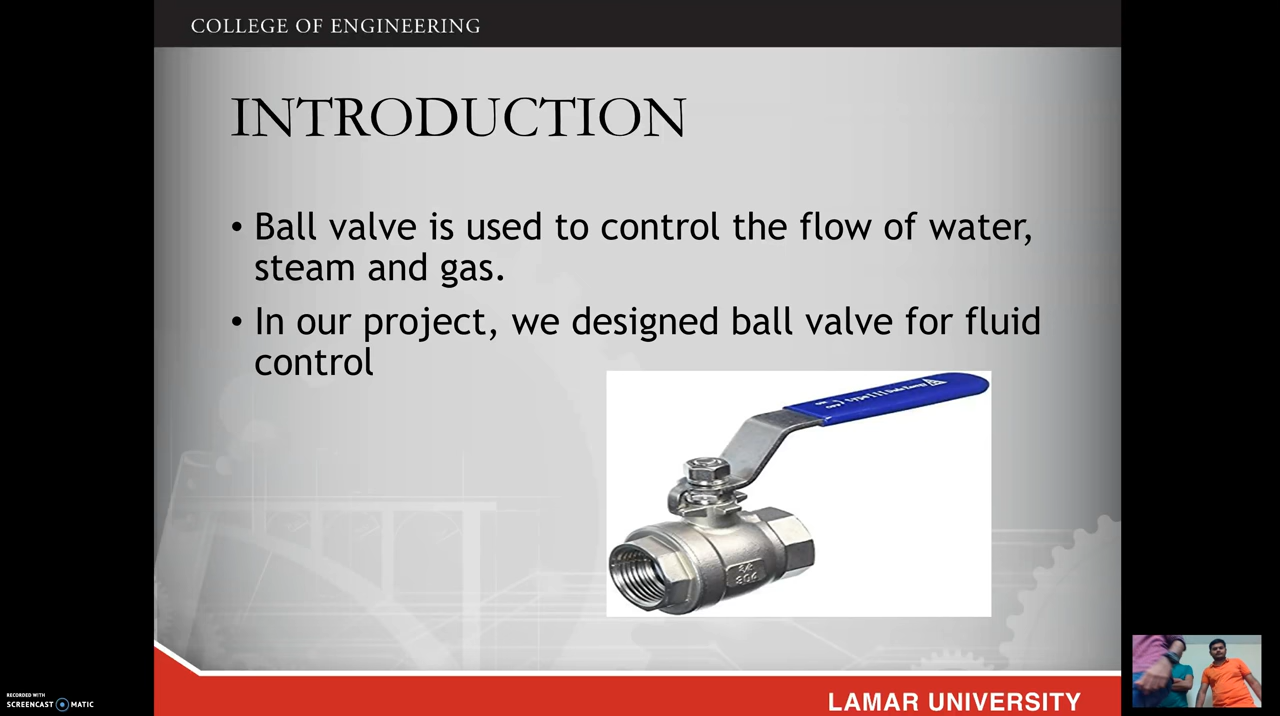 COLLEGE OF ENGINEERING
INTRODUCTION
• Ball valve is used to control the flow of water,
steam and gas.
• In our project, we designed ball valve for fluid
control
304
RECORDED WITH
SCREENCAST MATIC
LAMAR UNIVERSITY